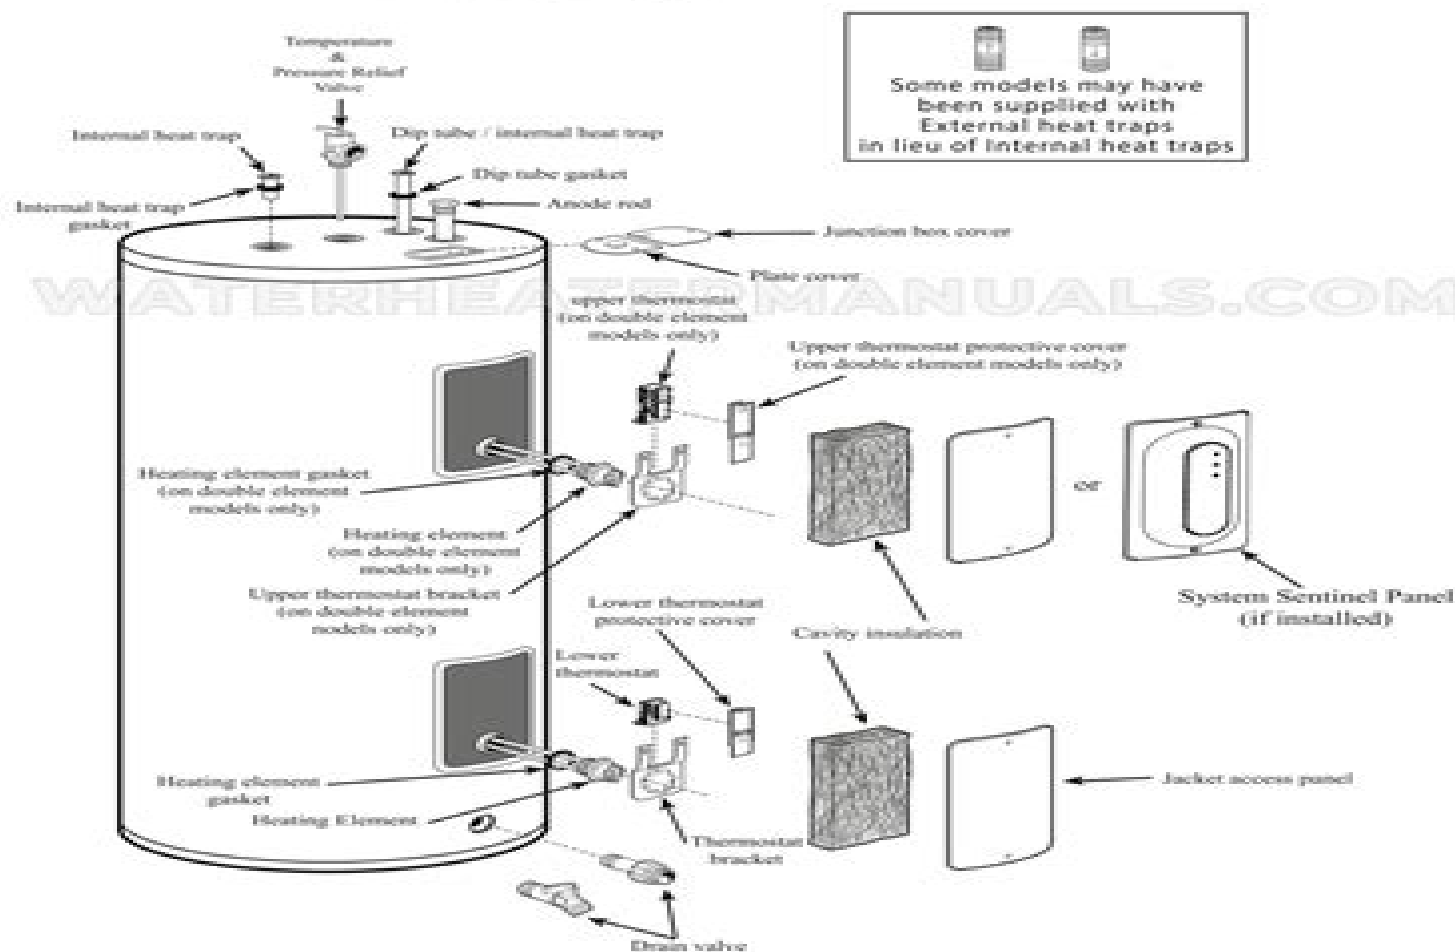 Temperature
&
Pressure Relief
Valve
Internal heat trap
Dip tube / internal heat trap
Dip tube gasket
Internal heat trap
gasket
Anode rod
Junction box cover
Plate cover
Some models may have
been supplied with
External heat traps
in lieu of Internal heat traps
WATERHEATERMANUALS.COM
upper thermostat
(on double element
models only)
Upper thermostat protective cover
(on double element models only)
Heating element gasket
(on double element
models only)
Heating element
(on double element
models only)
Upper thermostat bracket
(on double element
models only)
or
System Sentinel Panel
(if installed)
Lower thermostat
protective cover
Cavity insulation
Lower
thermostat
Heating element
gasket
Heating Element
Thermostat
bracket
Jacket access panel
Drain valve